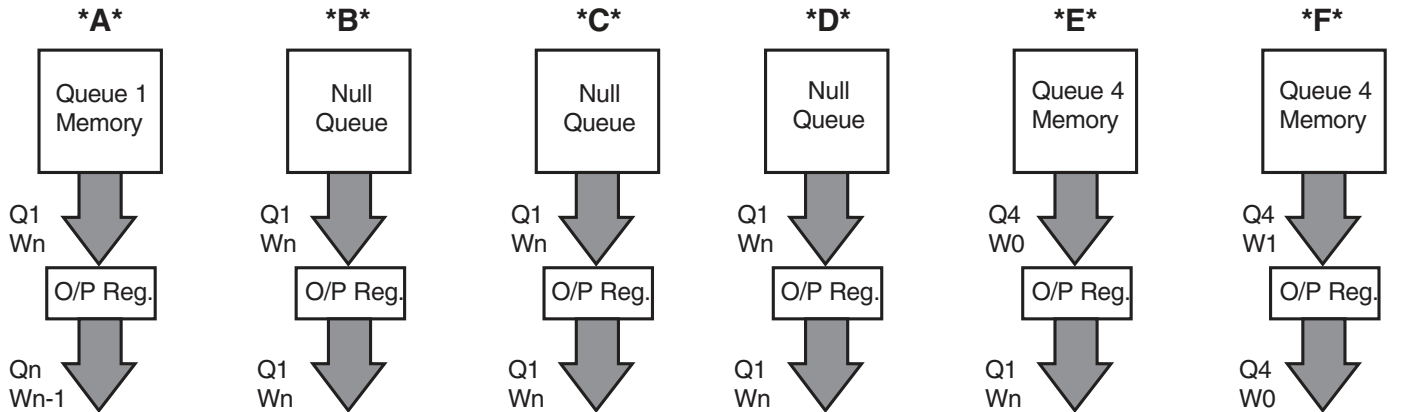 *A*
*B*
*C*
*D*
*E*
*F*
Queue 1
Memory
Null
Queue
Null
Queue
Null
Queue
Queue 4
Memory
Queue 4
Memory
Q1
Wn
Q1
Wn
Q1
Wn
Q1
Wn
Q4
W0
Q4
W1
O/P Reg.
O/P Reg.
O/P Reg.
O/P Reg.
O/P Reg.
O/P Reg.
Qn
Wn-1
Q1
Wn
Q1
Wn
Q1
Wn
Q1
Wn
Q4
W0